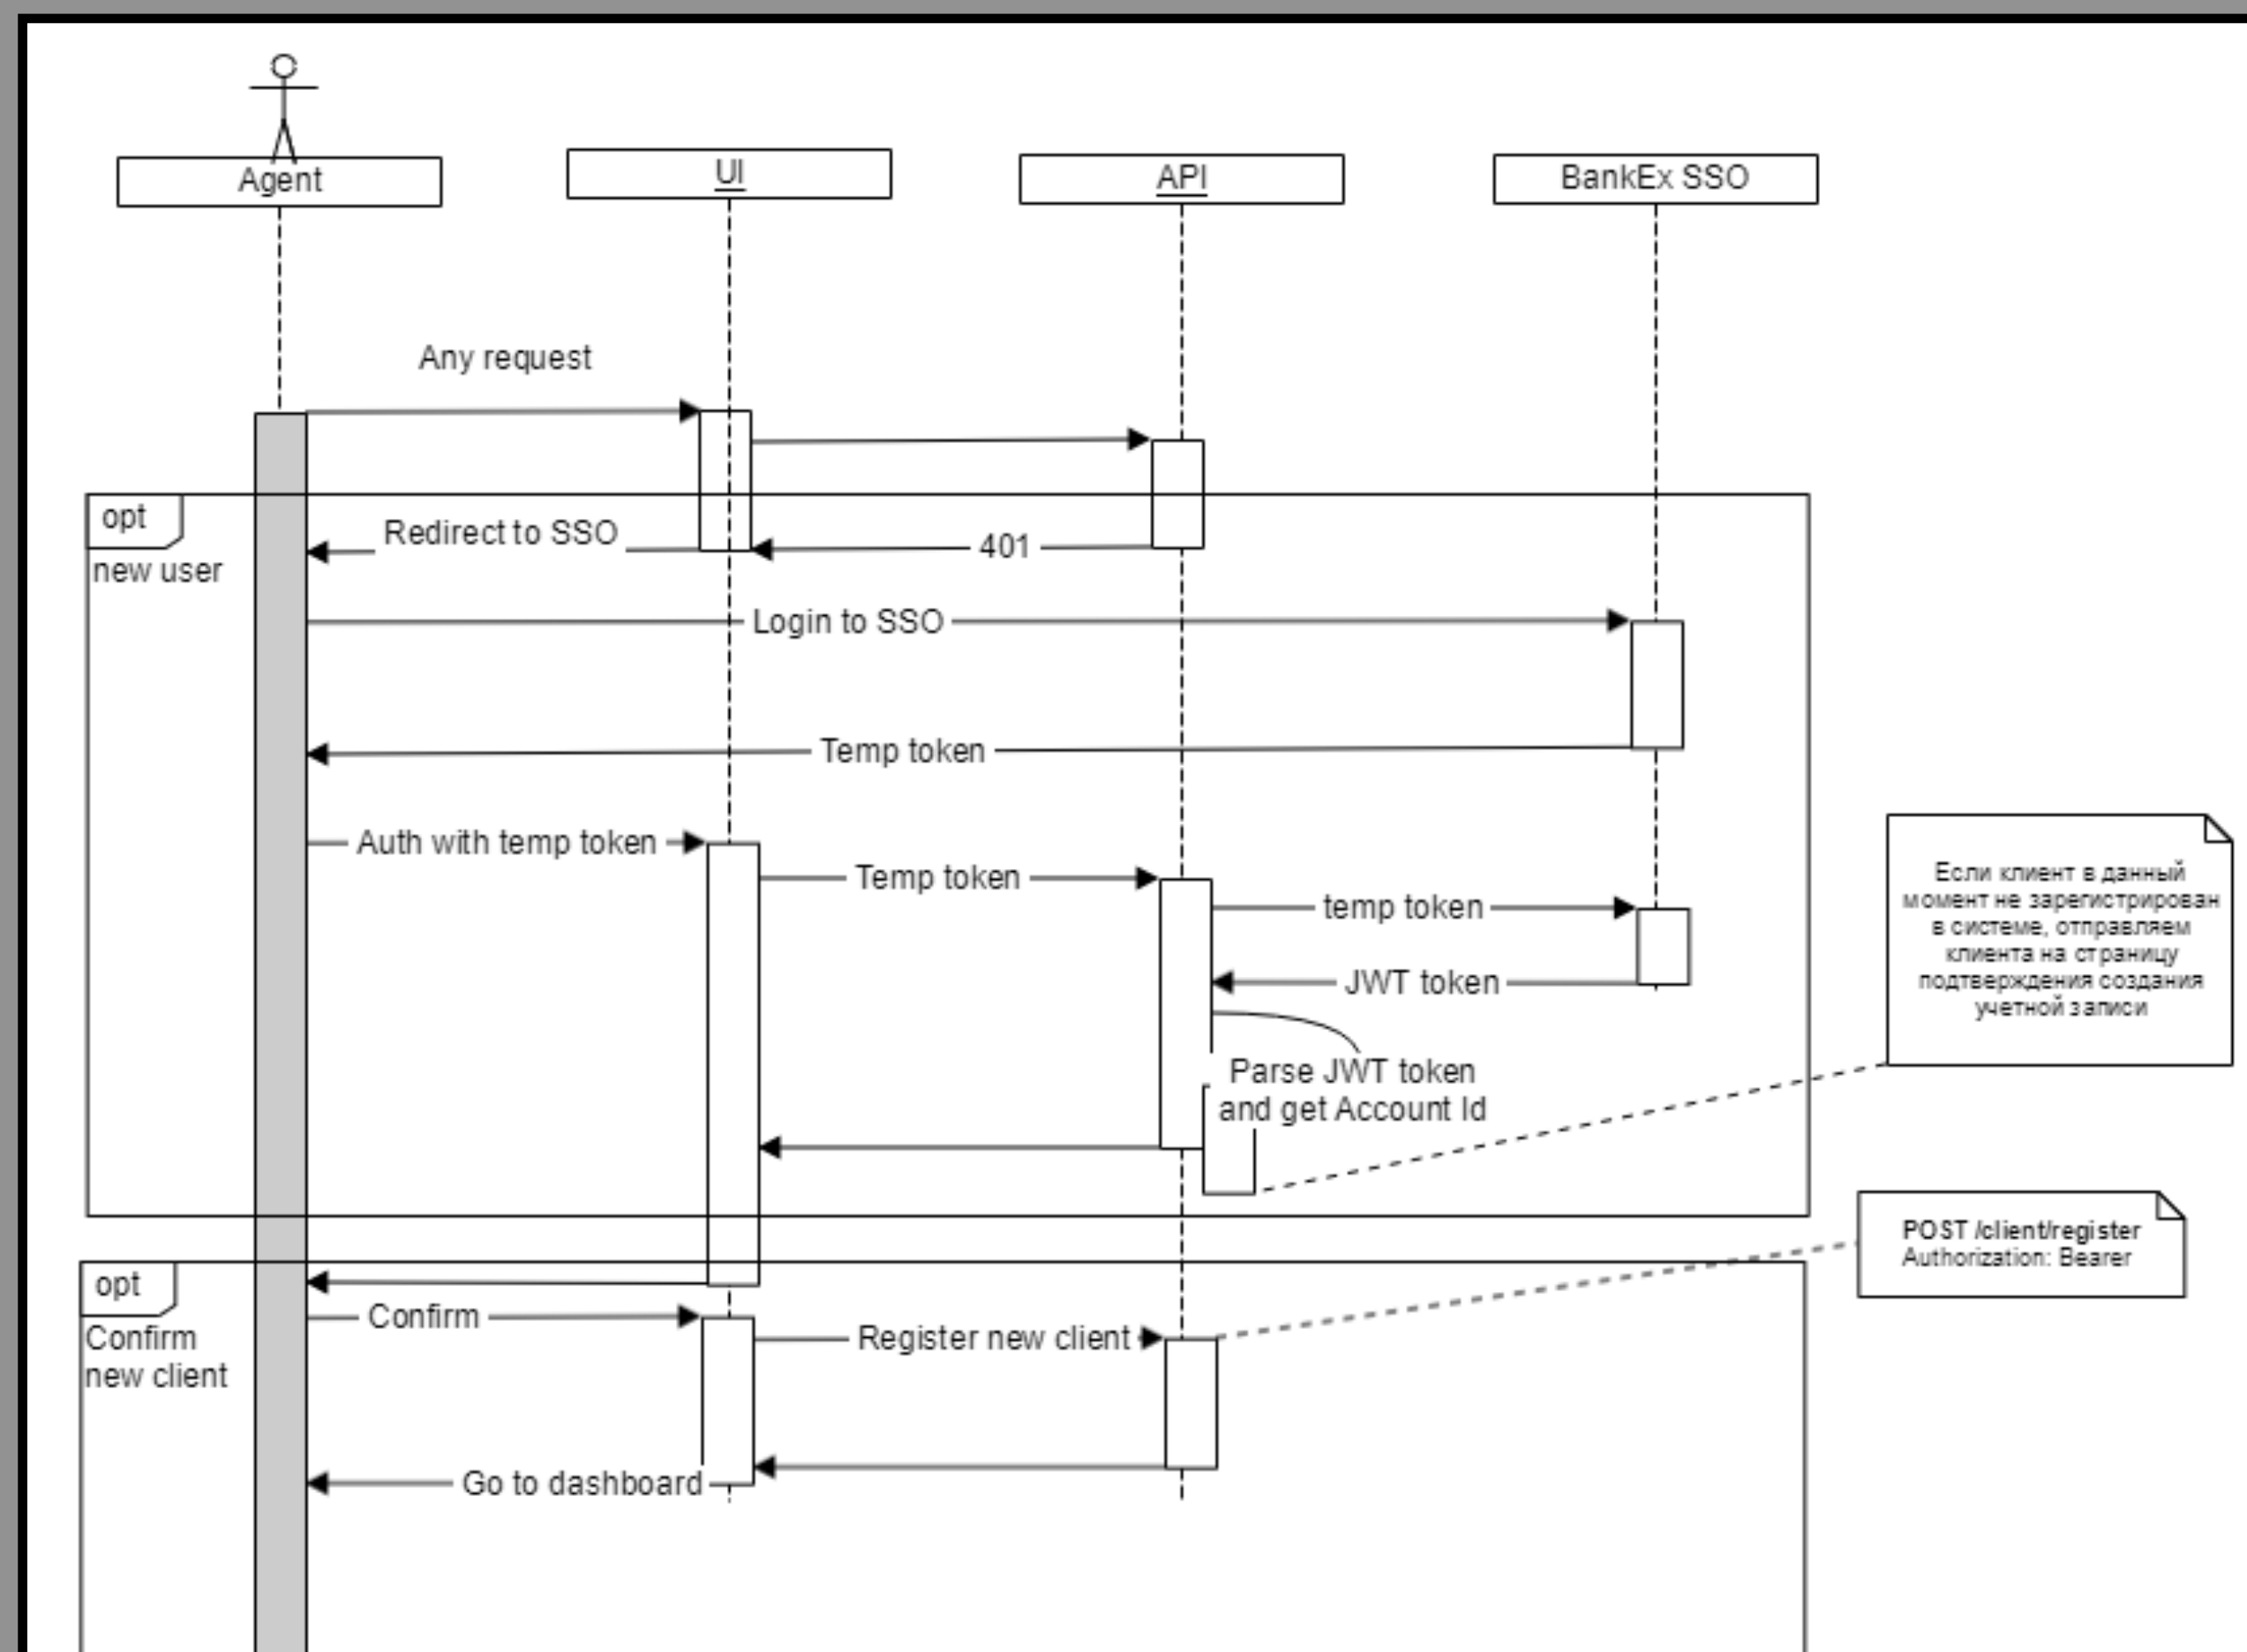 Agent
UI
API
BankEx SSO
Any request
opt
new user
Redirect to SSO
401
Login to SSO
Temp token
Auth with temp token
Temp token
temp token
JWT token
Parse JWT token
and get Account Id
Если клиент в данный
момент не зарегистрирован
в системе, отправляем
клиента на страницу
подтверждения создания
учетной записи
POST /client/register
Authorization: Bearer
opt
Confirm
new client
Confirm
Register new client
Go to dashboard